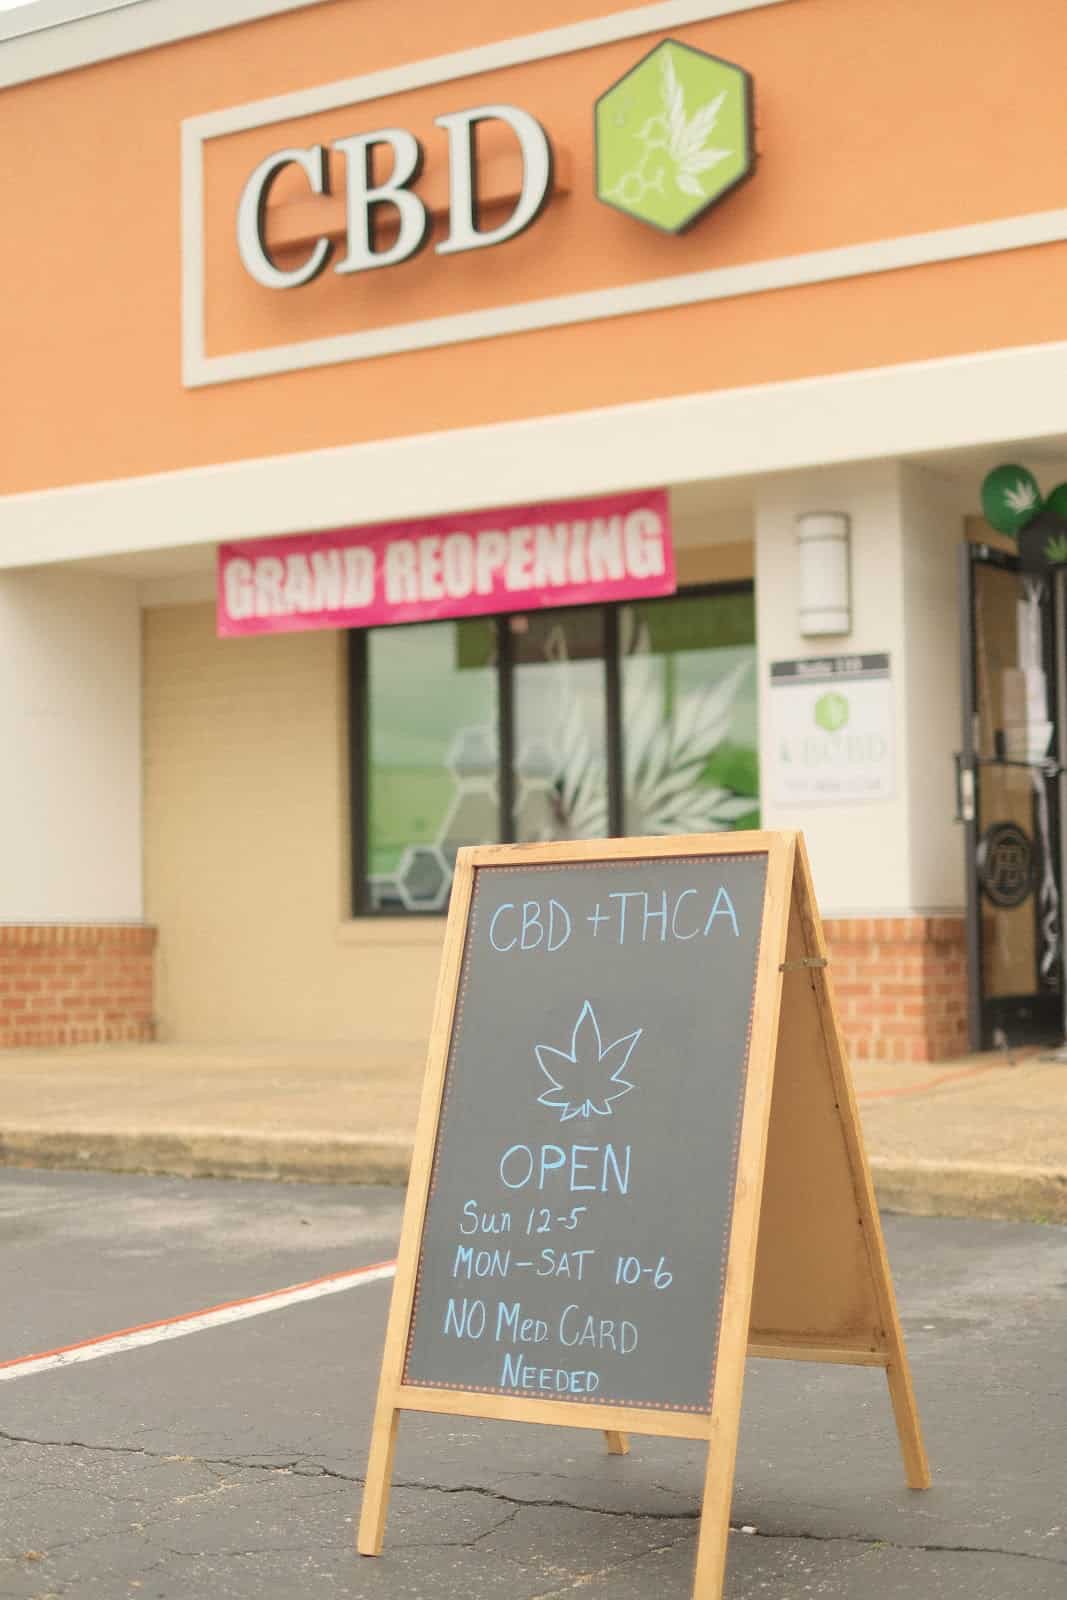 CBD
GRAND REOPENING
CBD + THCA
OPEN
Sun 12-5
MON-SAT 10-6
NO MED. CARD
NEEDED